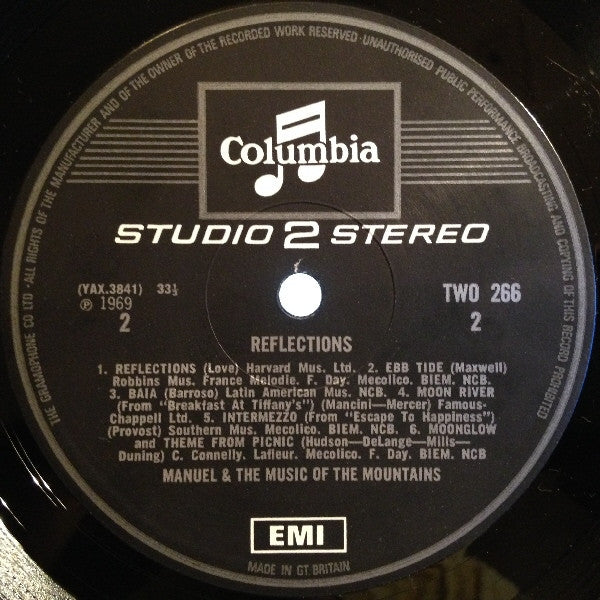 THE GRAMOPHONE CO LTD · ALL RIGHTS OF THE MANUFACTURER AND OF THE OWNER OF THE RECORDED WORK RESERVED · UNAUTHORISED PUBLIC PERFORMANCE BROADCASTING AND COPYING OF THIS RECORD PROHIBITED
Columbia
STUDIO 2 STEREO
(YAX.3841) 33⅓
℗ 1969
2
TWO 266
2
REFLECTIONS
1. REFLECTIONS (Love) Harvard Mus. Ltd. 2. EBB TIDE (Maxwell)
Robbins Mus. France Melodie. F. Day. Mecolico. BIEM. NCB.
3. BAIA (Barroso) Latin American Mus. NCB. 4. MOON RIVER
(From "Breakfast At Tiffany's") (Mancini—Mercer) Famous-
Chappell Ltd. 5. INTERMEZZO (From "Escape To Happiness")
(Provost) Southern Mus. Mecolico. BIEM. NCB. 6. MOONGLOW
and THEME FROM PICNIC (Hudson—DeLange—Mills—
Duning) C. Connelly. Lafleur. Mecolico. F. Day. BIEM. NCB
MANUEL & THE MUSIC OF THE MOUNTAINS
EMI
MADE IN GT BRITAIN